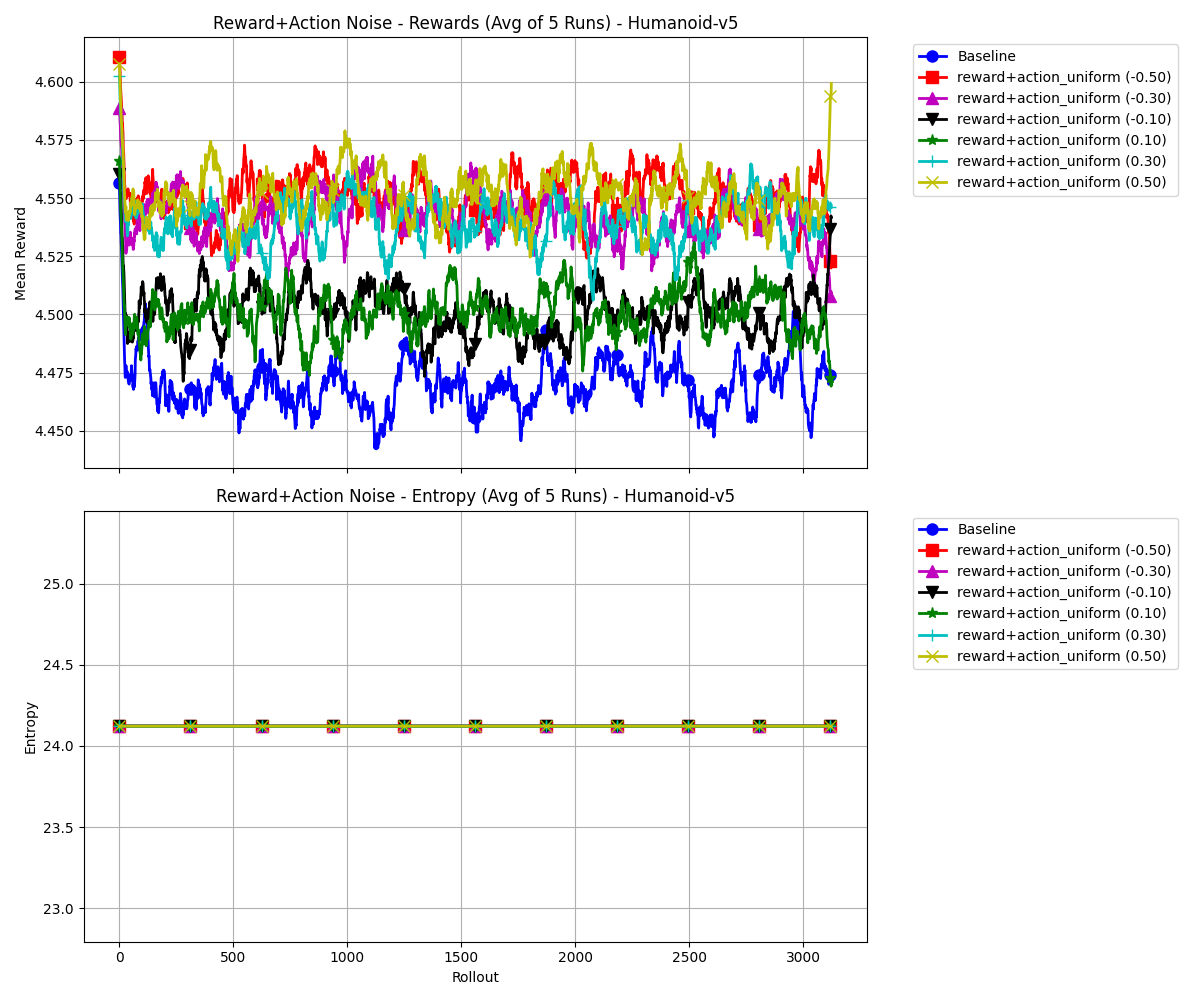 Reward+Action Noise - Rewards (Avg of 5 Runs) - Humanoid-v5
4.600
4.575
4.550
4.525
4.500
4.475
4.450
Mean Reward
Baseline
reward+action_uniform (-0.50)
reward+action_uniform (-0.30)
reward+action_uniform (-0.10)
reward+action_uniform (0.10)
reward+action_uniform (0.30)
reward+action_uniform (0.50)
Reward+Action Noise - Entropy (Avg of 5 Runs) - Humanoid-v5
25.0
24.5
24.0
23.5
23.0
Entropy
0 500 1000 1500 2000 2500 3000
Rollout
Baseline
reward+action_uniform (-0.50)
reward+action_uniform (-0.30)
reward+action_uniform (-0.10)
reward+action_uniform (0.10)
reward+action_uniform (0.30)
reward+action_uniform (0.50)